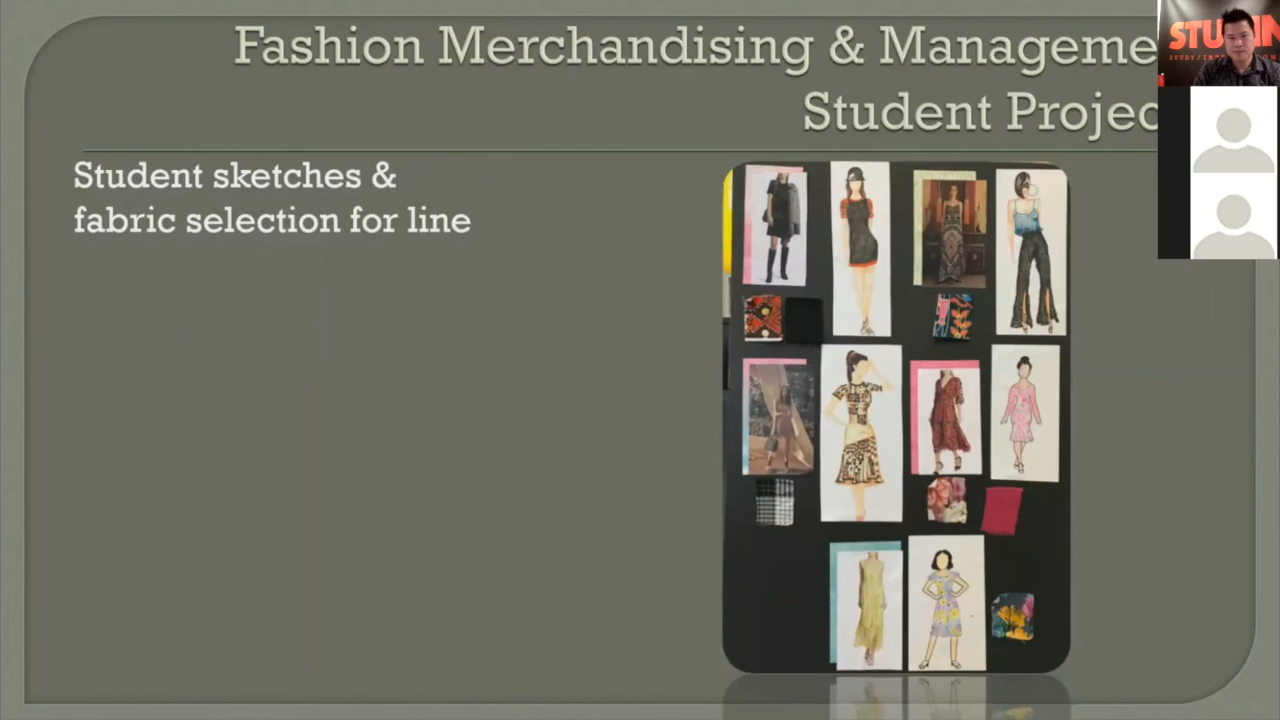 Fashion Merchandising & Manageme
Student Projec
Student sketches &
fabric selection for line
STU